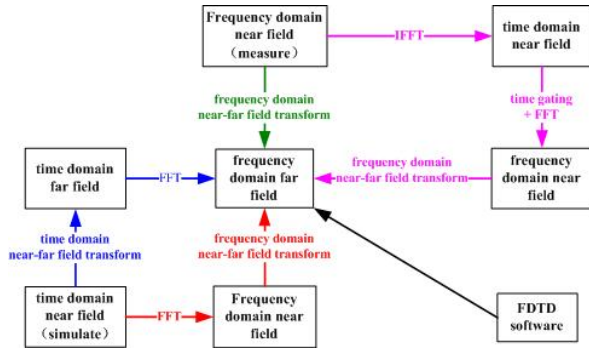 Frequency domain
near field
（measure）
IFFT
time domain
near field
frequency domain
near-far field transform
time gating
+ FFT
time domain
far field
FFT
frequency
domain far
field
frequency domain
near-far field transform
frequency
domain near
field
time domain
near-far field transform
frequency domain
near-far field transform
time domain
near field
（simulate）
FFT
Frequency
domain near
field
FDTD
software